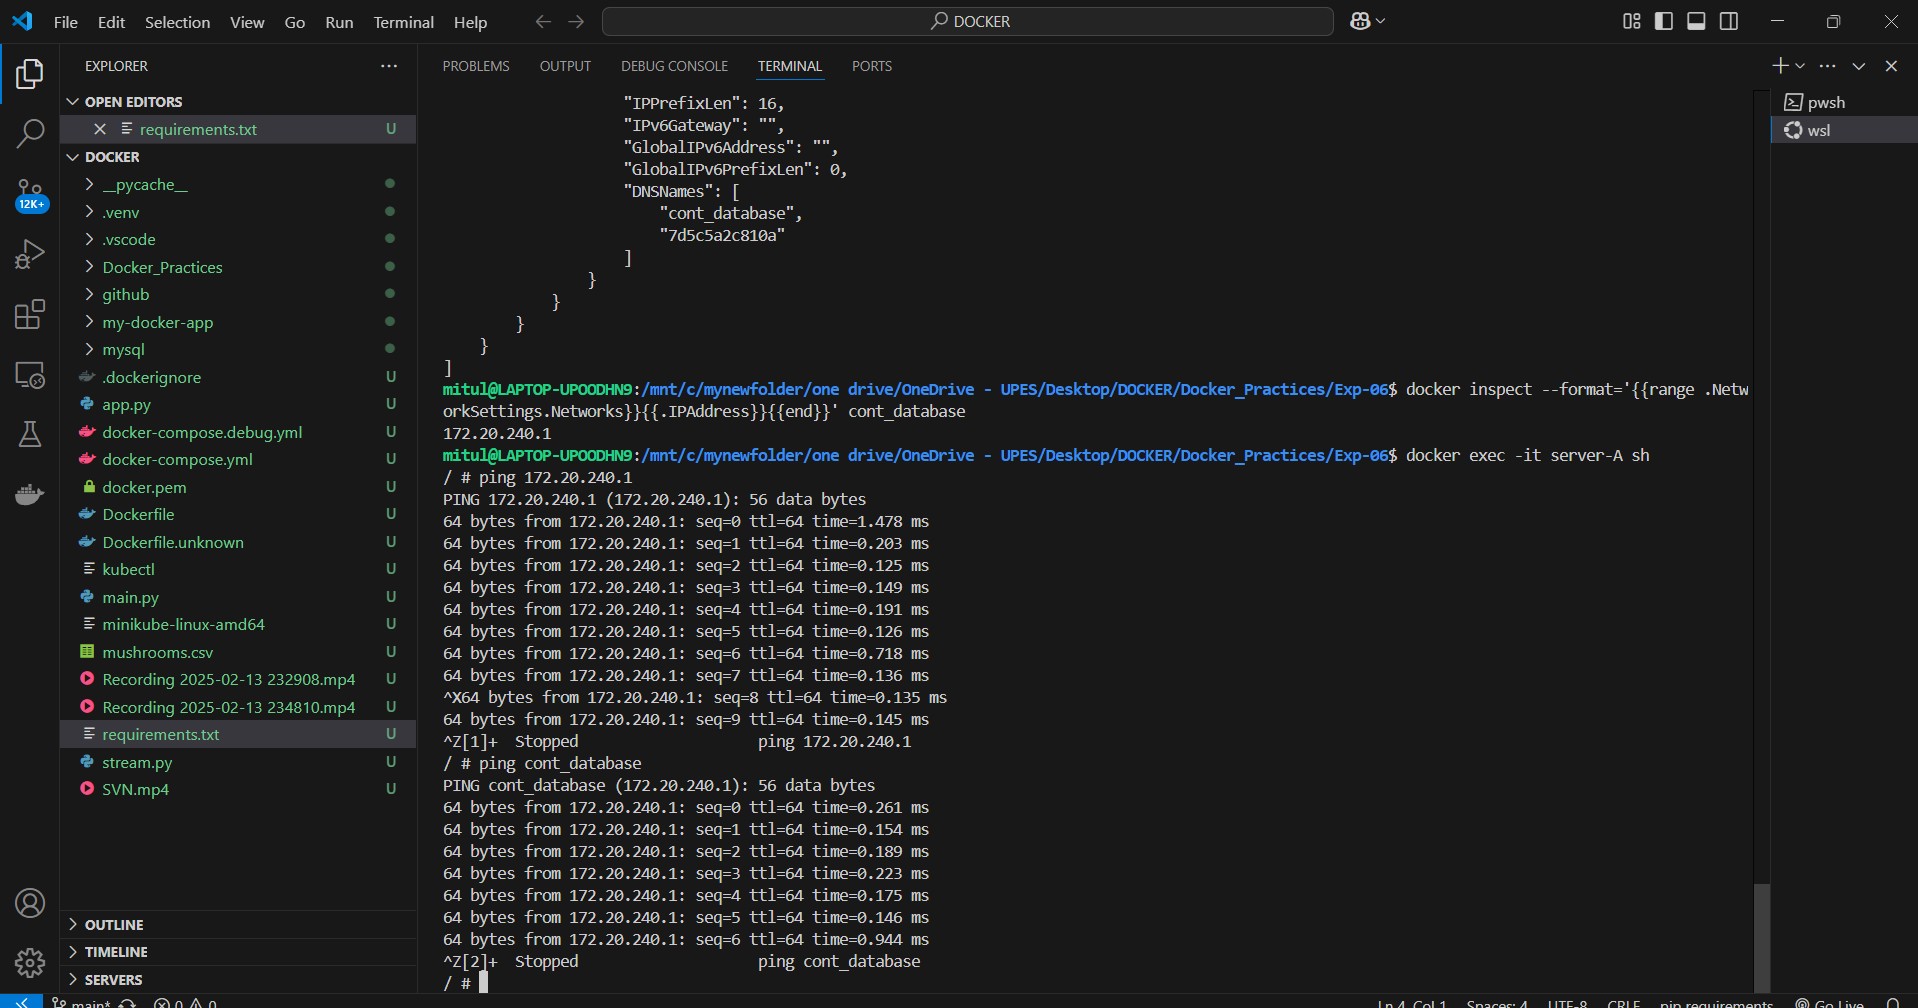 File Edit Selection View Go Run Terminal Help
DOCKER
EXPLORER
OPEN EDITORS
requirements.txt U
DOCKER
__pycache__
.venv
.vscode
Docker_Practices
github
my-docker-app
mysql
.dockerignore U
app.py U
docker-compose.debug.yml U
docker-compose.yml U
docker.pem U
Dockerfile U
Dockerfile.unknown U
kubectl U
main.py U
minikube-linux-amd64 U
mushrooms.csv U
Recording 2025-02-13 232908.mp4 U
Recording 2025-02-13 234810.mp4 U
requirements.txt U
stream.py U
SVN.mp4 U
OUTLINE
TIMELINE
SERVERS
12K+
PROBLEMS OUTPUT DEBUG CONSOLE TERMINAL PORTS
"IPPrefixLen": 16,
"IPv6Gateway": "",
"GlobalIPv6Address": "",
"GlobalIPv6PrefixLen": 0,
"DNSNames": [
"cont_database",
"7d5c5a2c810a"
]
}
}
}
}
]
mitul@LAPTOP-UPOODHN9:/mnt/c/mynewfolder/one drive/OneDrive - UPES/Desktop/DOCKER/Docker_Practices/Exp-06$ docker inspect --format='{{range .Netw
orkSettings.Networks}}{{.IPAddress}}{{end}}' cont_database
172.20.240.1
mitul@LAPTOP-UPOODHN9:/mnt/c/mynewfolder/one drive/OneDrive - UPES/Desktop/DOCKER/Docker_Practices/Exp-06$ docker exec -it server-A sh
/ # ping 172.20.240.1
PING 172.20.240.1 (172.20.240.1): 56 data bytes
64 bytes from 172.20.240.1: seq=0 ttl=64 time=1.478 ms
64 bytes from 172.20.240.1: seq=1 ttl=64 time=0.203 ms
64 bytes from 172.20.240.1: seq=2 ttl=64 time=0.125 ms
64 bytes from 172.20.240.1: seq=3 ttl=64 time=0.149 ms
64 bytes from 172.20.240.1: seq=4 ttl=64 time=0.191 ms
64 bytes from 172.20.240.1: seq=5 ttl=64 time=0.126 ms
64 bytes from 172.20.240.1: seq=6 ttl=64 time=0.718 ms
64 bytes from 172.20.240.1: seq=7 ttl=64 time=0.136 ms
^X64 bytes from 172.20.240.1: seq=8 ttl=64 time=0.135 ms
64 bytes from 172.20.240.1: seq=9 ttl=64 time=0.145 ms
^Z[1]+ Stopped ping 172.20.240.1
/ # ping cont_database
PING cont_database (172.20.240.1): 56 data bytes
64 bytes from 172.20.240.1: seq=0 ttl=64 time=0.261 ms
64 bytes from 172.20.240.1: seq=1 ttl=64 time=0.154 ms
64 bytes from 172.20.240.1: seq=2 ttl=64 time=0.189 ms
64 bytes from 172.20.240.1: seq=3 ttl=64 time=0.223 ms
64 bytes from 172.20.240.1: seq=4 ttl=64 time=0.175 ms
64 bytes from 172.20.240.1: seq=5 ttl=64 time=0.146 ms
64 bytes from 172.20.240.1: seq=6 ttl=64 time=0.944 ms
^Z[2]+ Stopped ping cont_database
/ #
pwsh
wsl
main* 0 0 Ln 4, Col 1 Spaces: 4 UTF-8 CRLF pip requirements Go Live